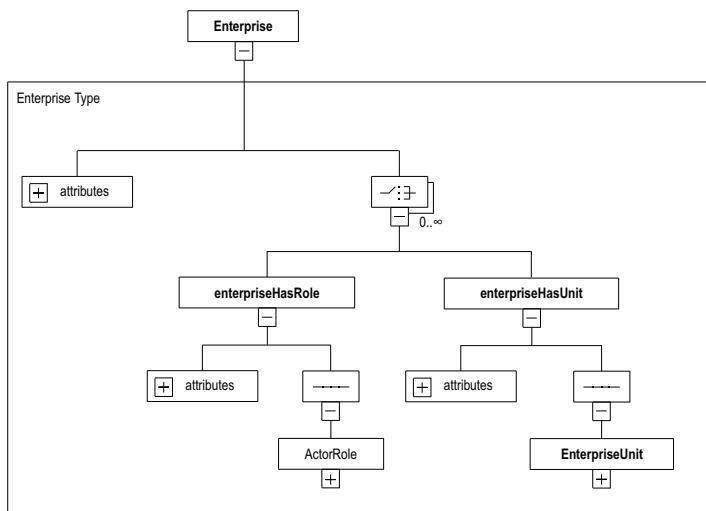 Enterprise
Enterprise Type
attributes
0..∞
enterpriseHasRole
enterpriseHasUnit
attributes
attributes
ActorRole
EnterpriseUnit